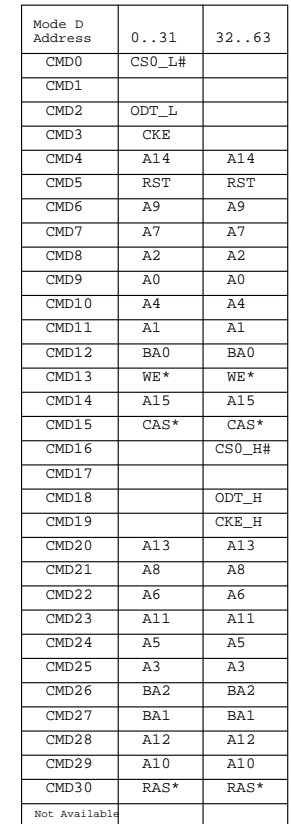 Mode D
Address 0..31 32..63
CMD0 CS0_L#
CMD1
CMD2 ODT_L
CMD3 CKE
CMD4 A14 A14
CMD5 RST RST
CMD6 A9 A9
CMD7 A7 A7
CMD8 A2 A2
CMD9 A0 A0
CMD10 A4 A4
CMD11 A1 A1
CMD12 BA0 BA0
CMD13 WE* WE*
CMD14 A15 A15
CMD15 CAS* CAS*
CMD16 CS0_H#
CMD17
CMD18 ODT_H
CMD19 CKE_H
CMD20 A13 A13
CMD21 A8 A8
CMD22 A6 A6
CMD23 A11 A11
CMD24 A5 A5
CMD25 A3 A3
CMD26 BA2 BA2
CMD27 BA1 BA1
CMD28 A12 A12
CMD29 A10 A10
CMD30 RAS* RAS*
Not Available